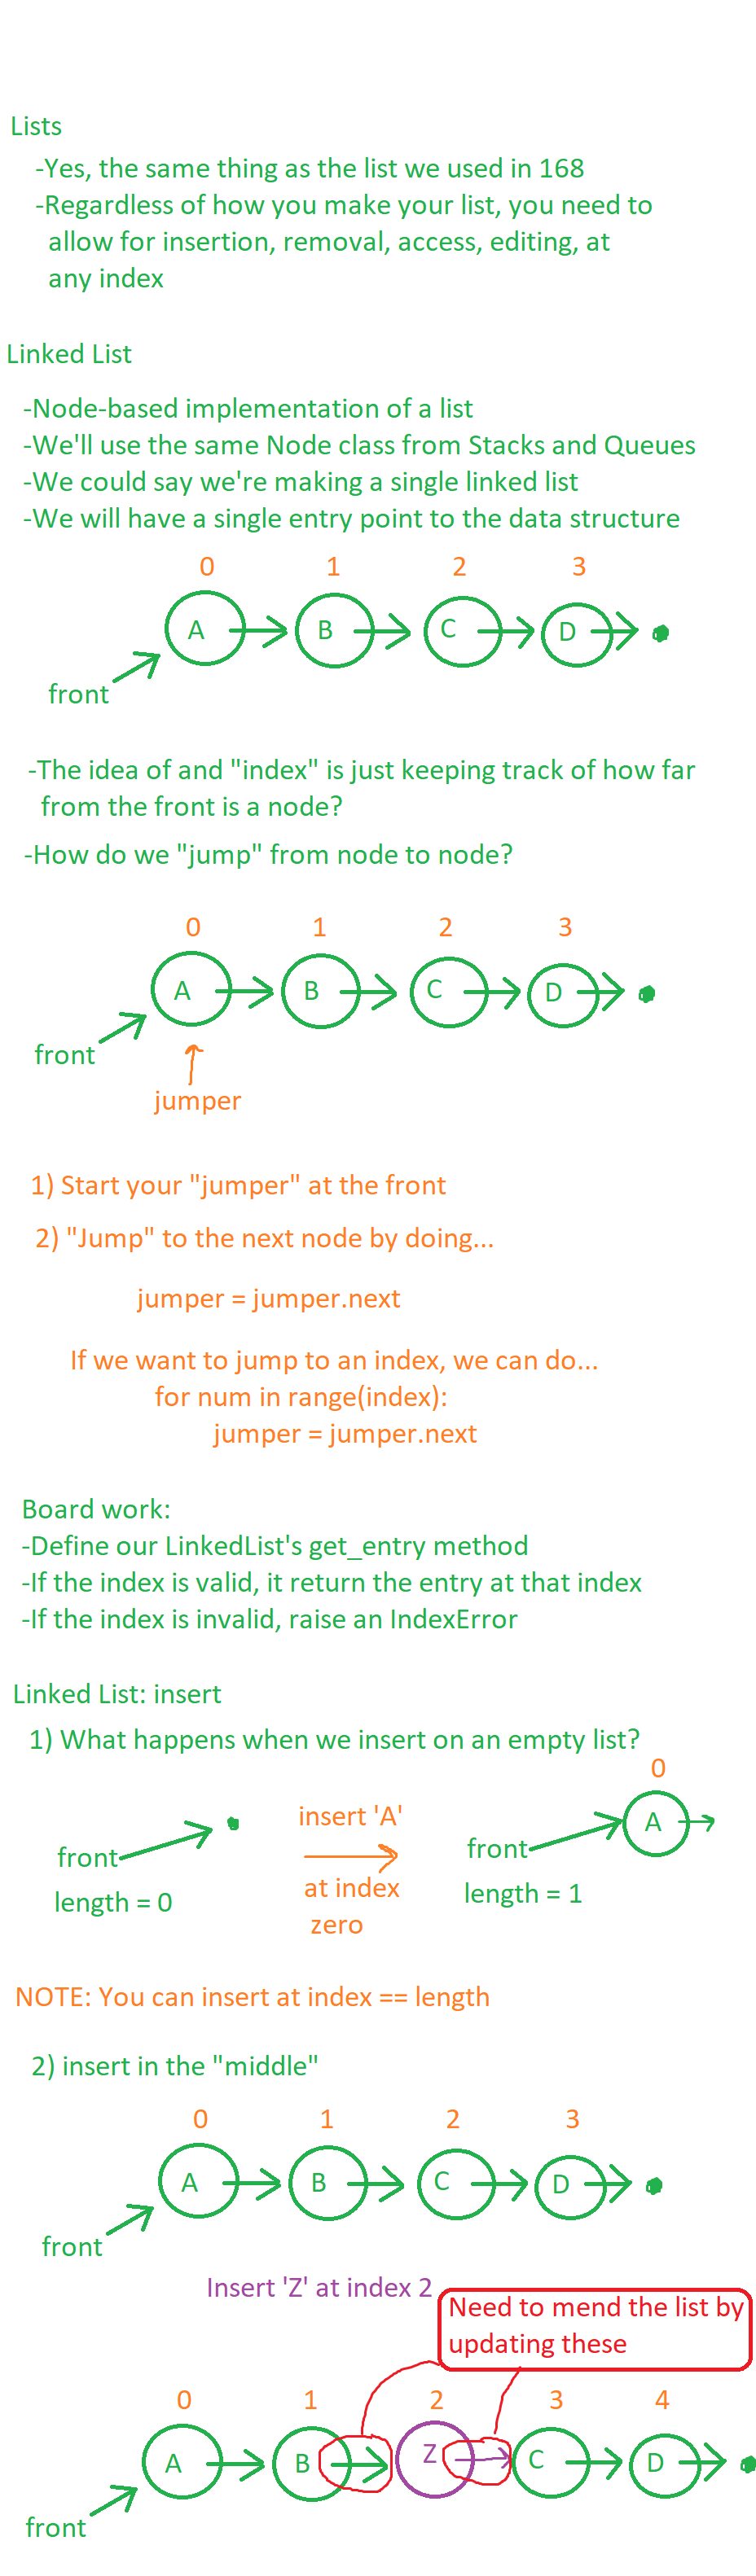 Lists
-Yes, the same thing as the list we used in 168
-Regardless of how you make your list, you need to
allow for insertion, removal, access, editing, at
any index
Linked List
-Node-based implementation of a list
-We'll use the same Node class from Stacks and Queues
-We could say we're making a single linked list
-We will have a single entry point to the data structure
0 1 2 3
A B C D
front
-The idea of and "index" is just keeping track of how far
from the front is a node?
-How do we "jump" from node to node?
0 1 2 3
A B C D
front
jumper
1) Start your "jumper" at the front
2) "Jump" to the next node by doing...
jumper = jumper.next
If we want to jump to an index, we can do...
for num in range(index):
jumper = jumper.next
Board work:
-Define our LinkedList's get_entry method
-If the index is valid, it return the entry at that index
-If the index is invalid, raise an IndexError
Linked List: insert
1) What happens when we insert on an empty list?
front
length = 0
insert 'A'
at index
zero
0
A
front
length = 1
NOTE: You can insert at index == length
2) insert in the "middle"
0 1 2 3
A B C D
front
Insert 'Z' at index 2
Need to mend the list by
updating these
0 1 2 3 4
A B Z C D
front